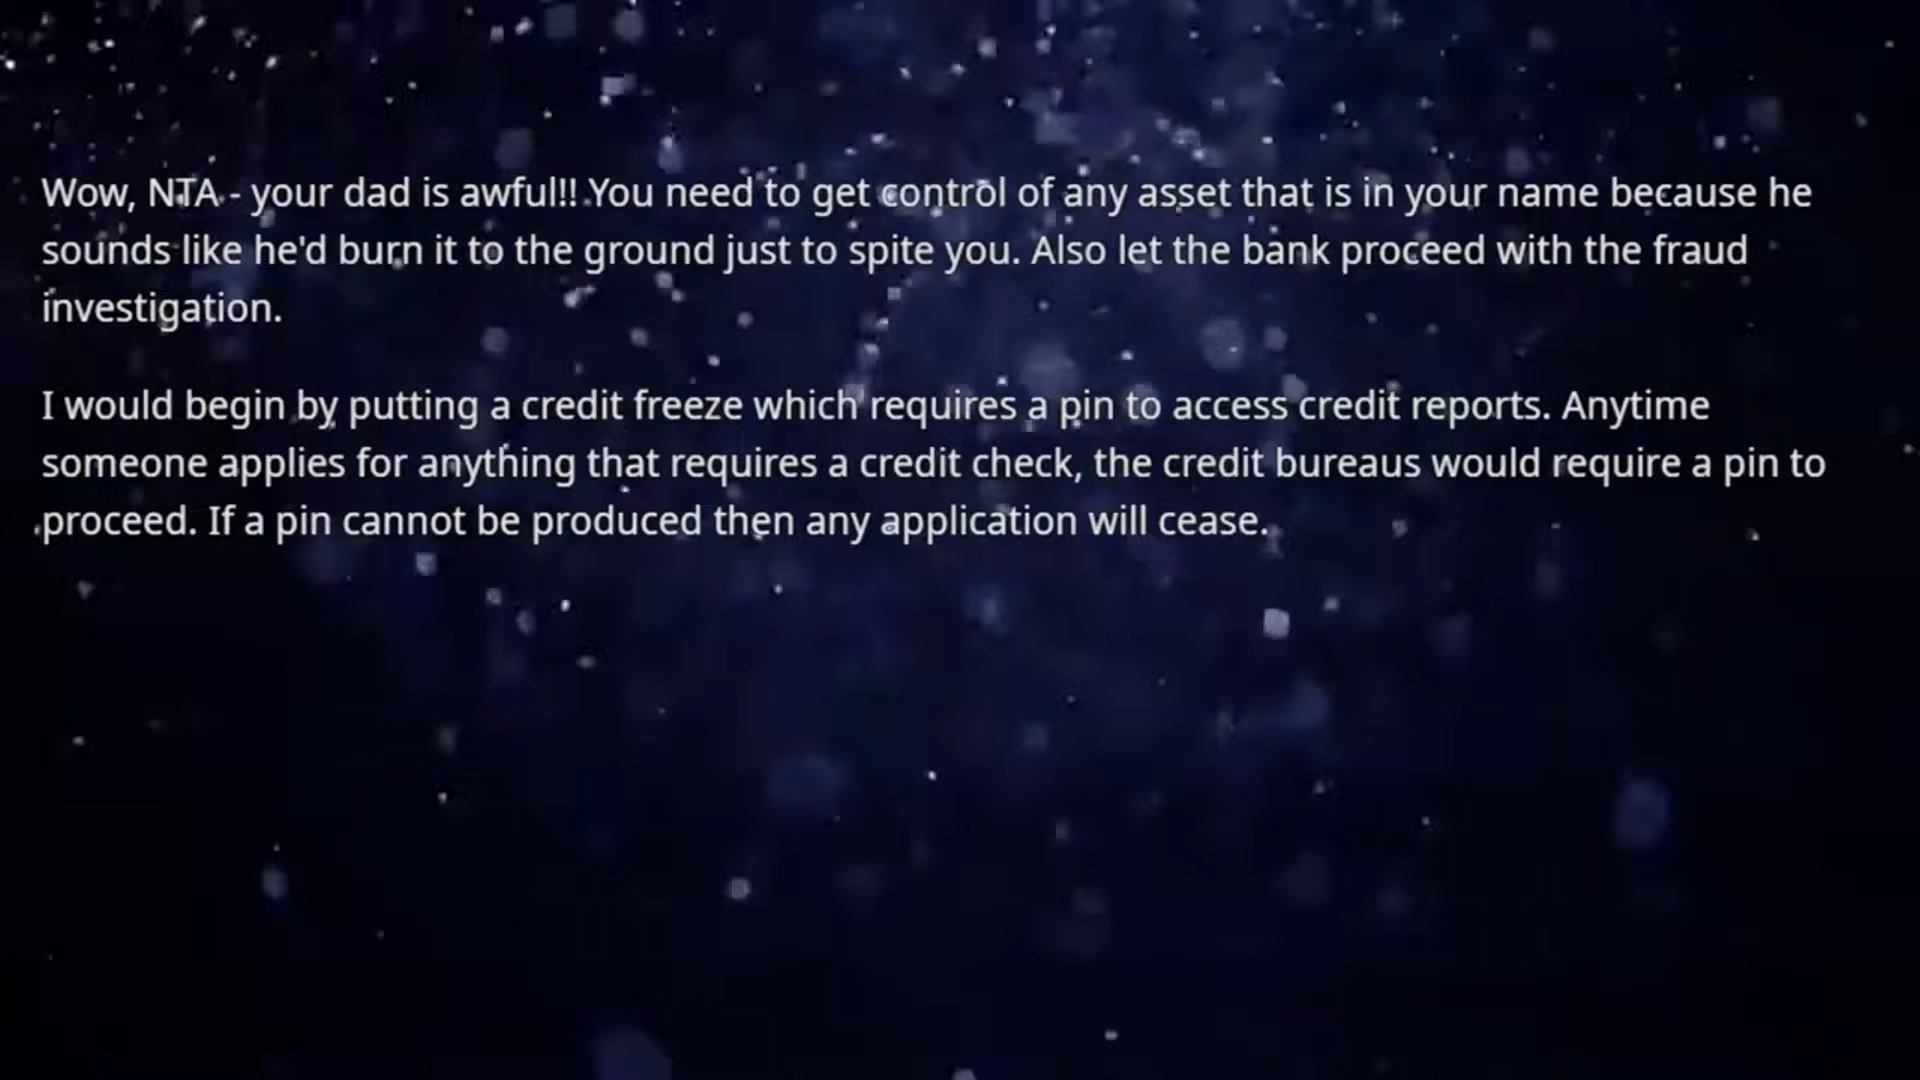 Wow, NTA - your dad is awful!! You need to get control of any asset that is in your name because he
sounds like he'd burn it to the ground just to spite you. Also let the bank proceed with the fraud
investigation.
I would begin by putting a credit freeze which requires a pin to access credit reports. Anytime
someone applies for anything that requires a credit check, the credit bureaus would require a pin to
proceed. If a pin cannot be produced then any application will cease.